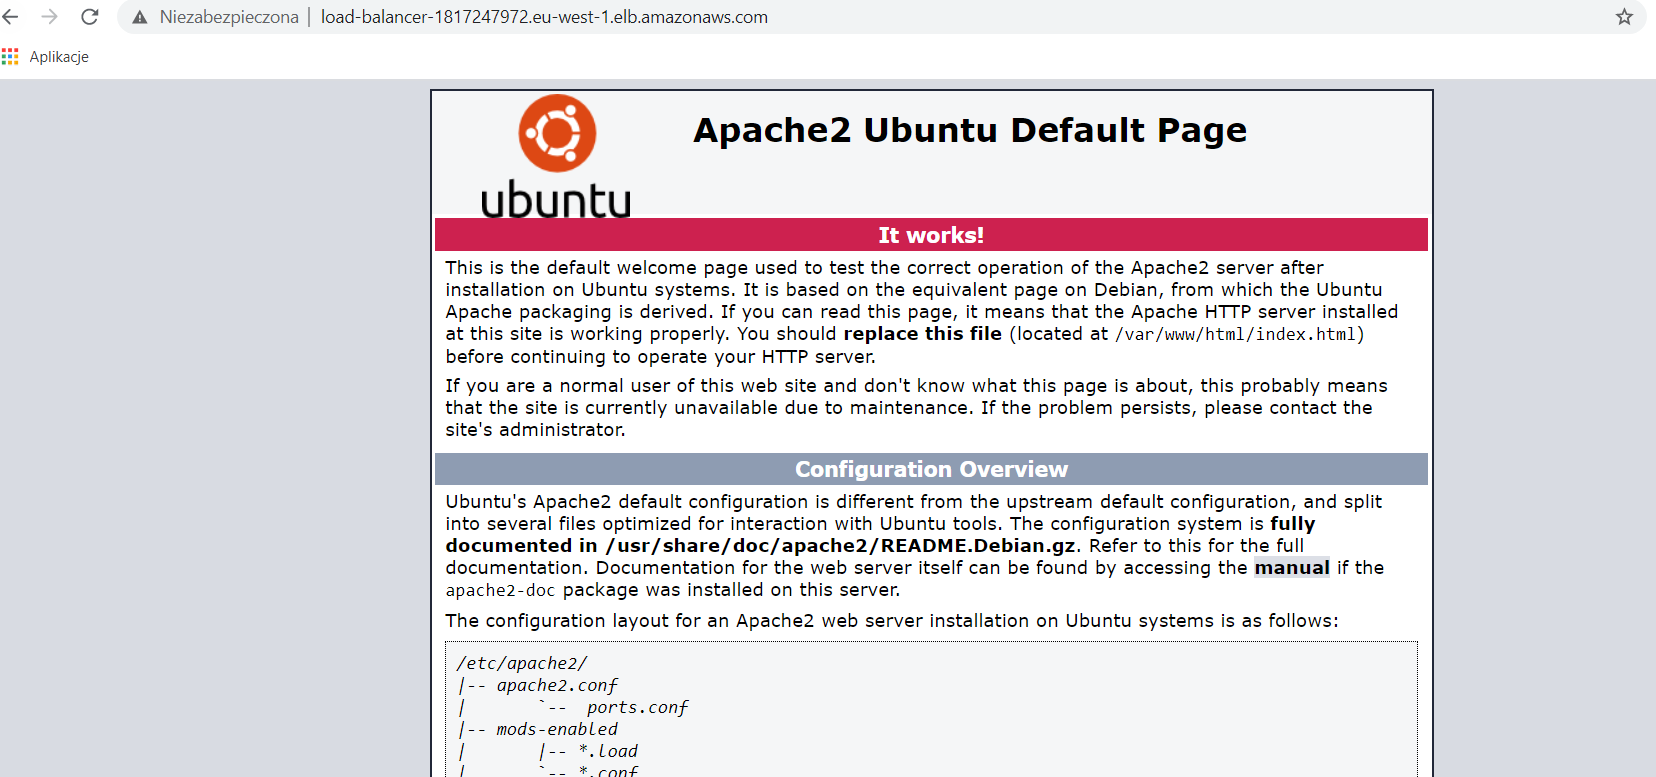 Niezabezpieczona | load-balancer-1817247972.eu-west-1.elb.amazonaws.com
Aplikacje
ubuntu
Apache2 Ubuntu Default Page
It works!
This is the default welcome page used to test the correct operation of the Apache2 server after
installation on Ubuntu systems. It is based on the equivalent page on Debian, from which the Ubuntu
Apache packaging is derived. If you can read this page, it means that the Apache HTTP server installed
at this site is working properly. You should replace this file (located at /var/www/html/index.html)
before continuing to operate your HTTP server.
If you are a normal user of this web site and don't know what this page is about, this probably means
that the site is currently unavailable due to maintenance. If the problem persists, please contact the
site's administrator.
Configuration Overview
Ubuntu's Apache2 default configuration is different from the upstream default configuration, and split
into several files optimized for interaction with Ubuntu tools. The configuration system is fully
documented in /usr/share/doc/apache2/README.Debian.gz. Refer to this for the full
documentation. Documentation for the web server itself can be found by accessing the manual if the
apache2-doc package was installed on this server.
The configuration layout for an Apache2 web server installation on Ubuntu systems is as follows:
/etc/apache2/
|-- apache2.conf
|       `--  ports.conf
|-- mods-enabled
|       |-- *.load
|       `-- *.conf